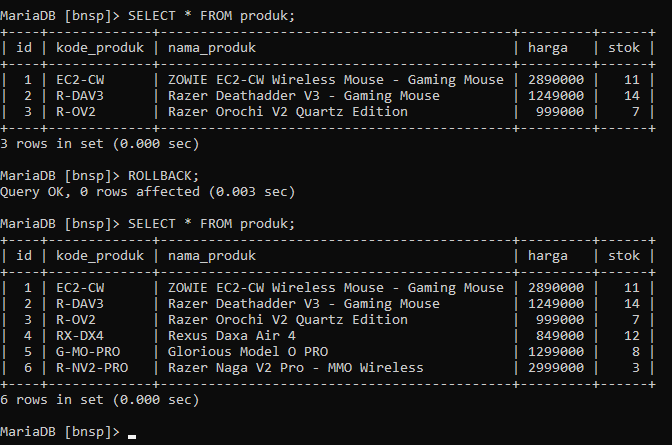 MariaDB [bnsp]> SELECT * FROM produk;
+----+-------------+--------------------------------------------+---------+------+
| id | kode_produk | nama_produk                                | harga   | stok |
+----+-------------+--------------------------------------------+---------+------+
|  1 | EC2-CW      | ZOWIE EC2-CW Wireless Mouse - Gaming Mouse | 2890000 |   11 |
|  2 | R-DAV3      | Razer Deathadder V3 - Gaming Mouse         | 1249000 |   14 |
|  3 | R-OV2       | Razer Orochi V2 Quartz Edition             |  999000 |    7 |
+----+-------------+--------------------------------------------+---------+------+
3 rows in set (0.000 sec)
MariaDB [bnsp]> ROLLBACK;
Query OK, 0 rows affected (0.003 sec)
MariaDB [bnsp]> SELECT * FROM produk;
+----+-------------+--------------------------------------------+---------+------+
| id | kode_produk | nama_produk                                | harga   | stok |
+----+-------------+--------------------------------------------+---------+------+
|  1 | EC2-CW      | ZOWIE EC2-CW Wireless Mouse - Gaming Mouse | 2890000 |   11 |
|  2 | R-DAV3      | Razer Deathadder V3 - Gaming Mouse         | 1249000 |   14 |
|  3 | R-OV2       | Razer Orochi V2 Quartz Edition             |  999000 |    7 |
|  4 | RX-DX4      | Rexus Daxa Air 4                           |  849000 |   12 |
|  5 | G-MO-PRO    | Glorious Model O PRO                       | 1299000 |    8 |
|  6 | R-NV2-PRO   | Razer Naga V2 Pro - MMO Wireless           | 2999000 |    3 |
+----+-------------+--------------------------------------------+---------+------+
6 rows in set (0.000 sec)
MariaDB [bnsp]> _